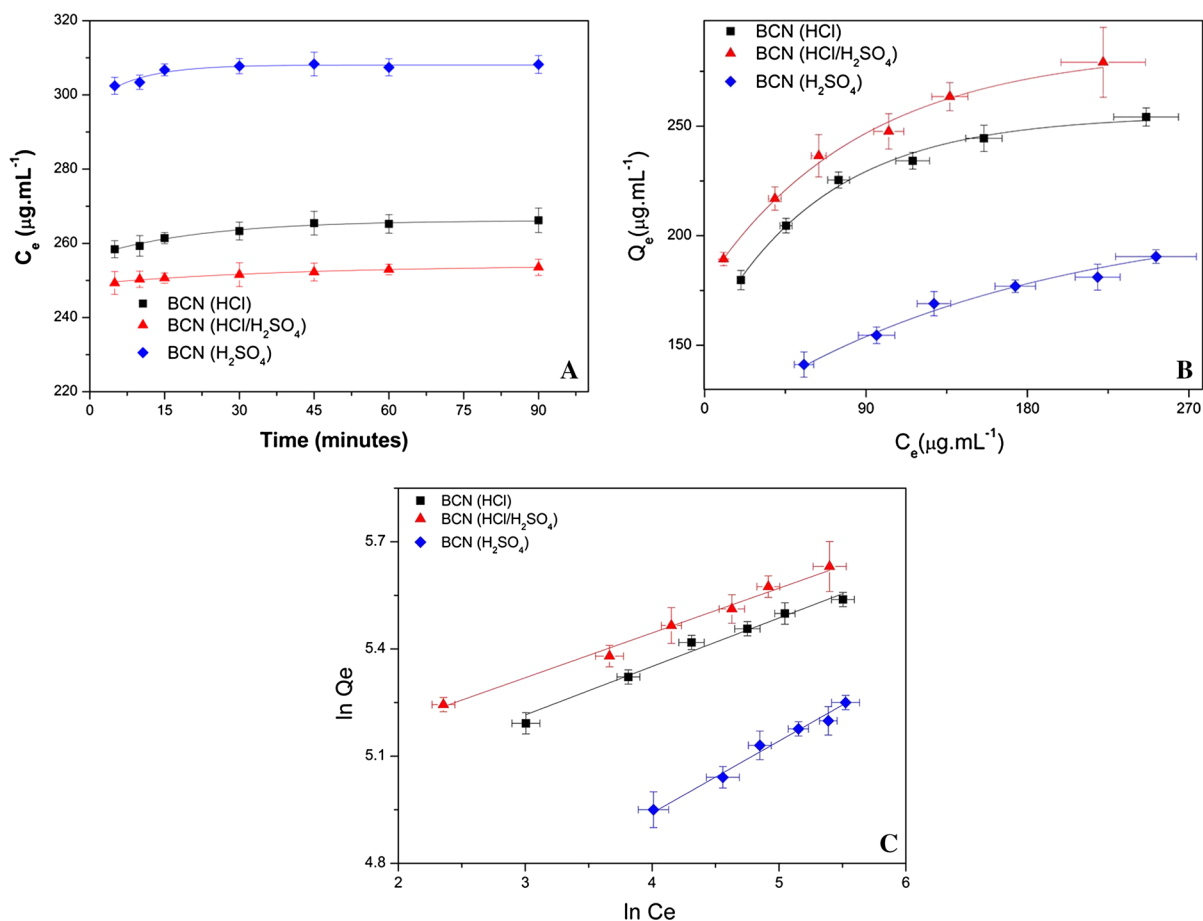 320
300
280
260
240
220
C_e (µg.mL⁻¹)
BCN (HCl)
BCN (HCl/H₂SO₄)
BCN (H₂SO₄)
A
0 15 30 45 60 75 90
Time (minutes)
BCN (HCl)
BCN (HCl/H₂SO₄)
BCN (H₂SO₄)
250
200
150
Q_e(µg.mL⁻¹)
B
0 90 180 270
C_e(µg.mL⁻¹)
BCN (HCl)
BCN (HCl/H₂SO₄)
BCN (H₂SO₄)
5.7
5.4
5.1
4.8
ln Qe
C
2 3 4 5 6
ln Ce